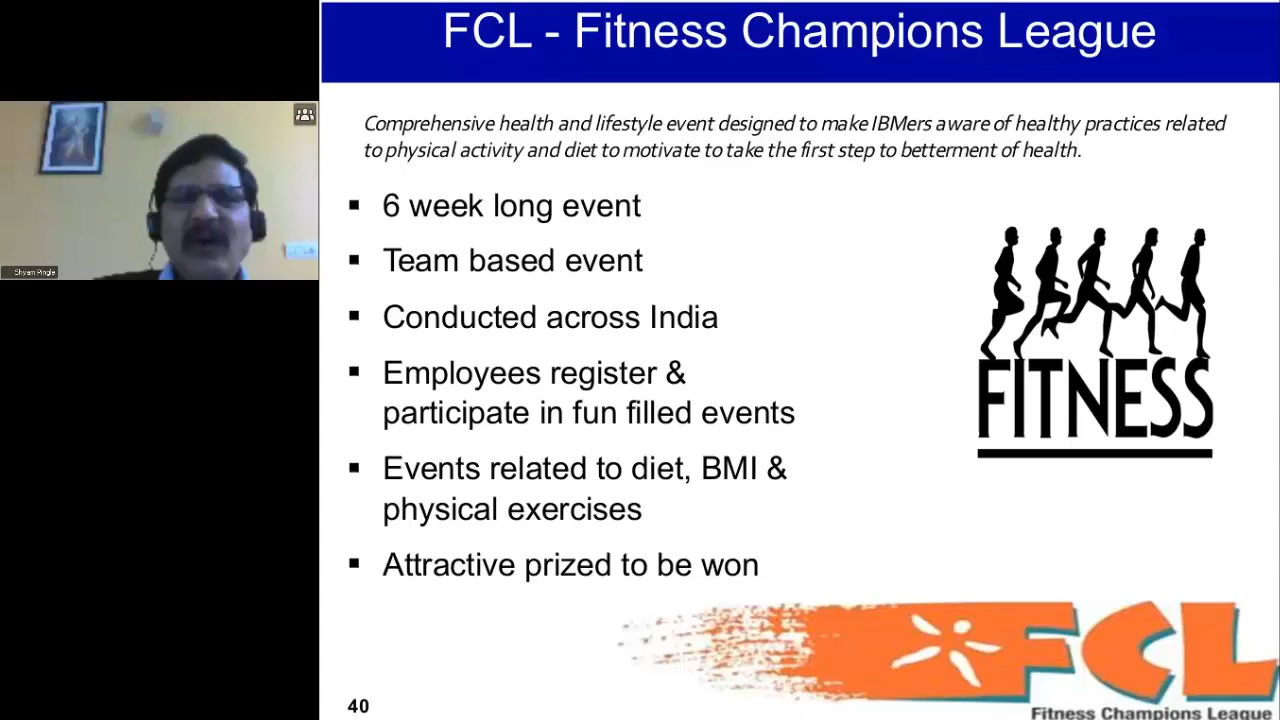 FCL - Fitness Champions League
Comprehensive health and lifestyle event designed to make IBMers aware of healthy practices related
to physical activity and diet to motivate to take the first step to betterment of health.
Shyam Pingle
▪ 6 week long event
▪ Team based event
▪ Conducted across India
▪ Employees register &
participate in fun filled events
▪ Events related to diet, BMI &
physical exercises
▪ Attractive prized to be won
FITNESS
FCL
Fitness Champions League
40